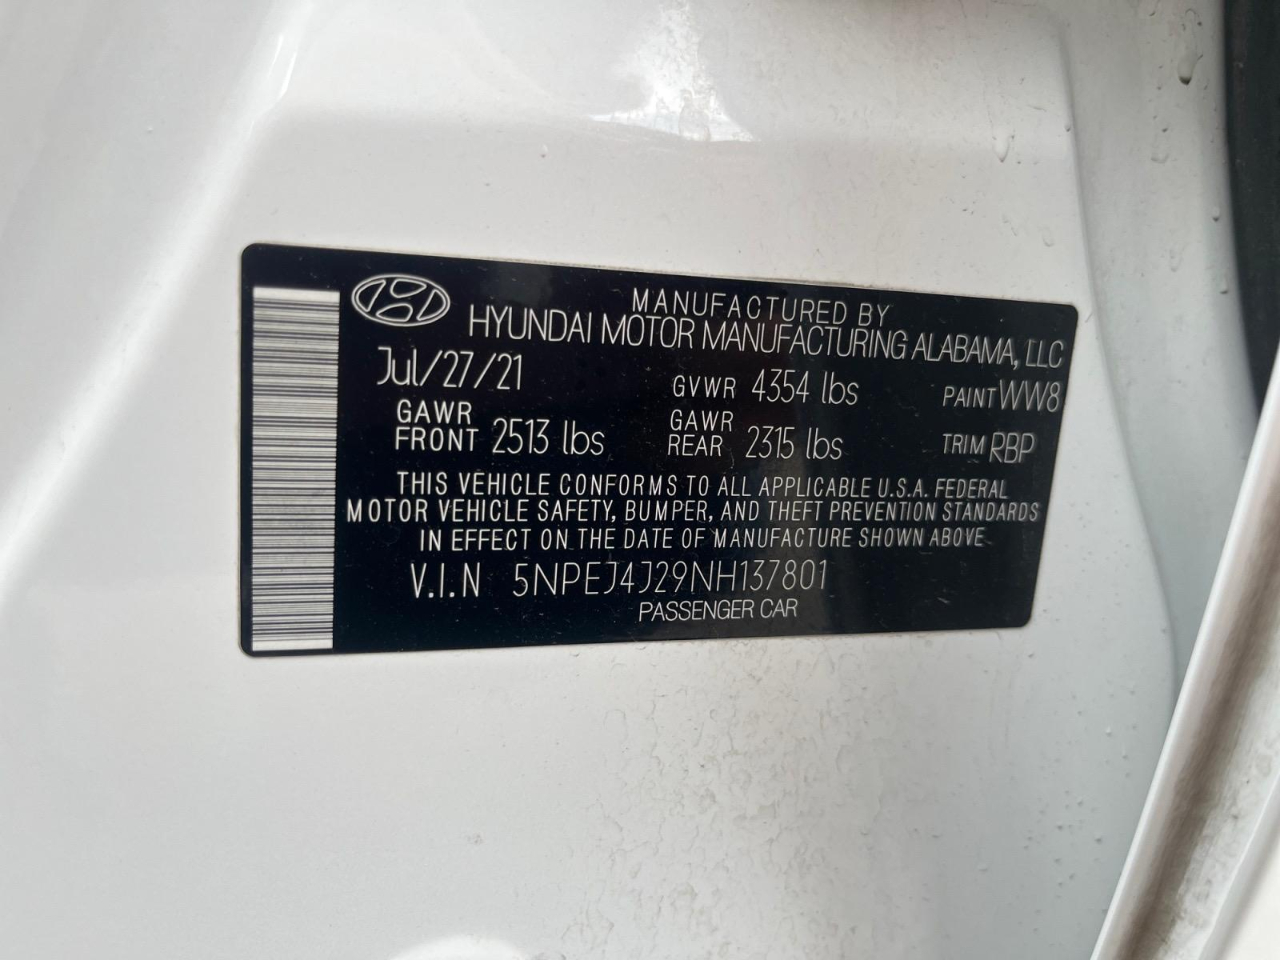 MANUFACTURED BY
HYUNDAI MOTOR MANUFACTURING ALABAMA, LLC
Jul/27/21 GVWR 4354 lbs PAINT WW8
GAWR FRONT 2513 lbs GAWR REAR 2315 lbs TRIM RBP
THIS VEHICLE CONFORMS TO ALL APPLICABLE U.S.A. FEDERAL
MOTOR VEHICLE SAFETY, BUMPER, AND THEFT PREVENTION STANDARDS
IN EFFECT ON THE DATE OF MANUFACTURE SHOWN ABOVE
V.I.N 5NPEJ4J29NH137801
PASSENGER CAR